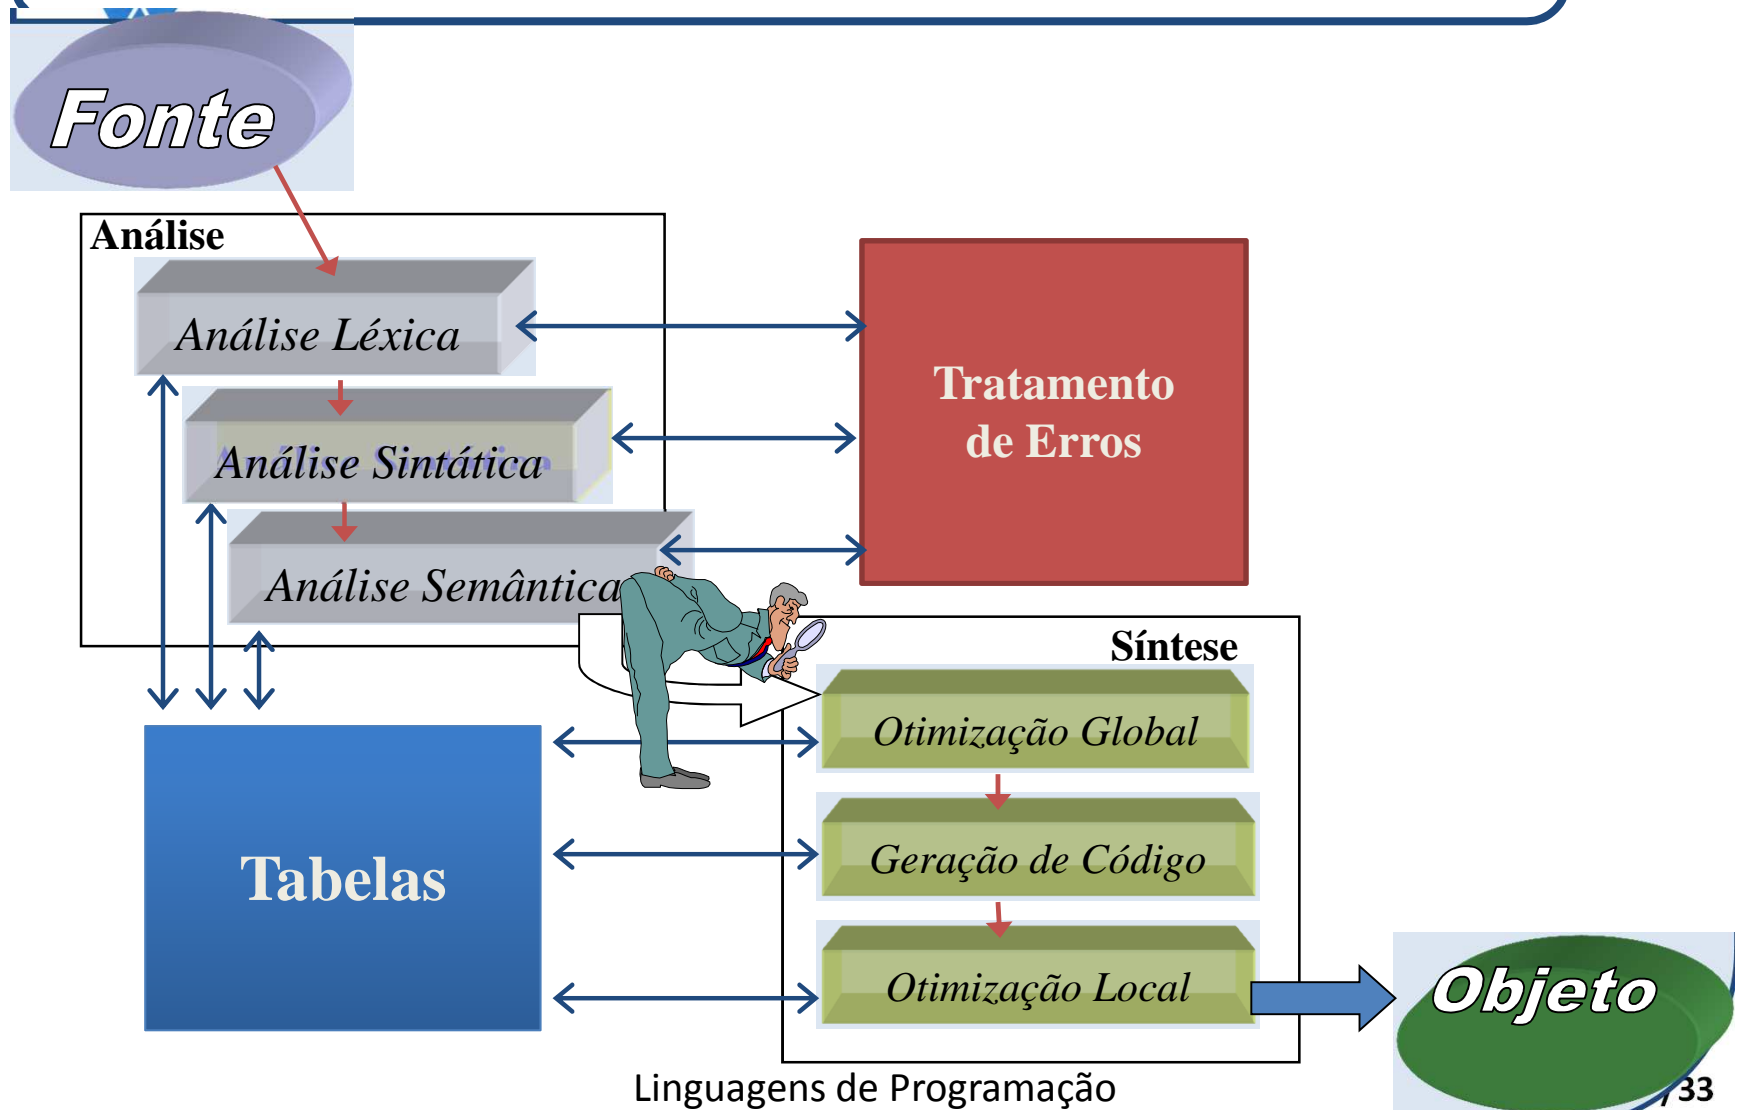 Fonte
Análise
Análise Léxica
Análise Sintática
Análise Semântica
Tratamento
de Erros
Síntese
Otimização Global
Geração de Código
Otimização Local
Tabelas
Objeto
Linguagens de Programação
/33